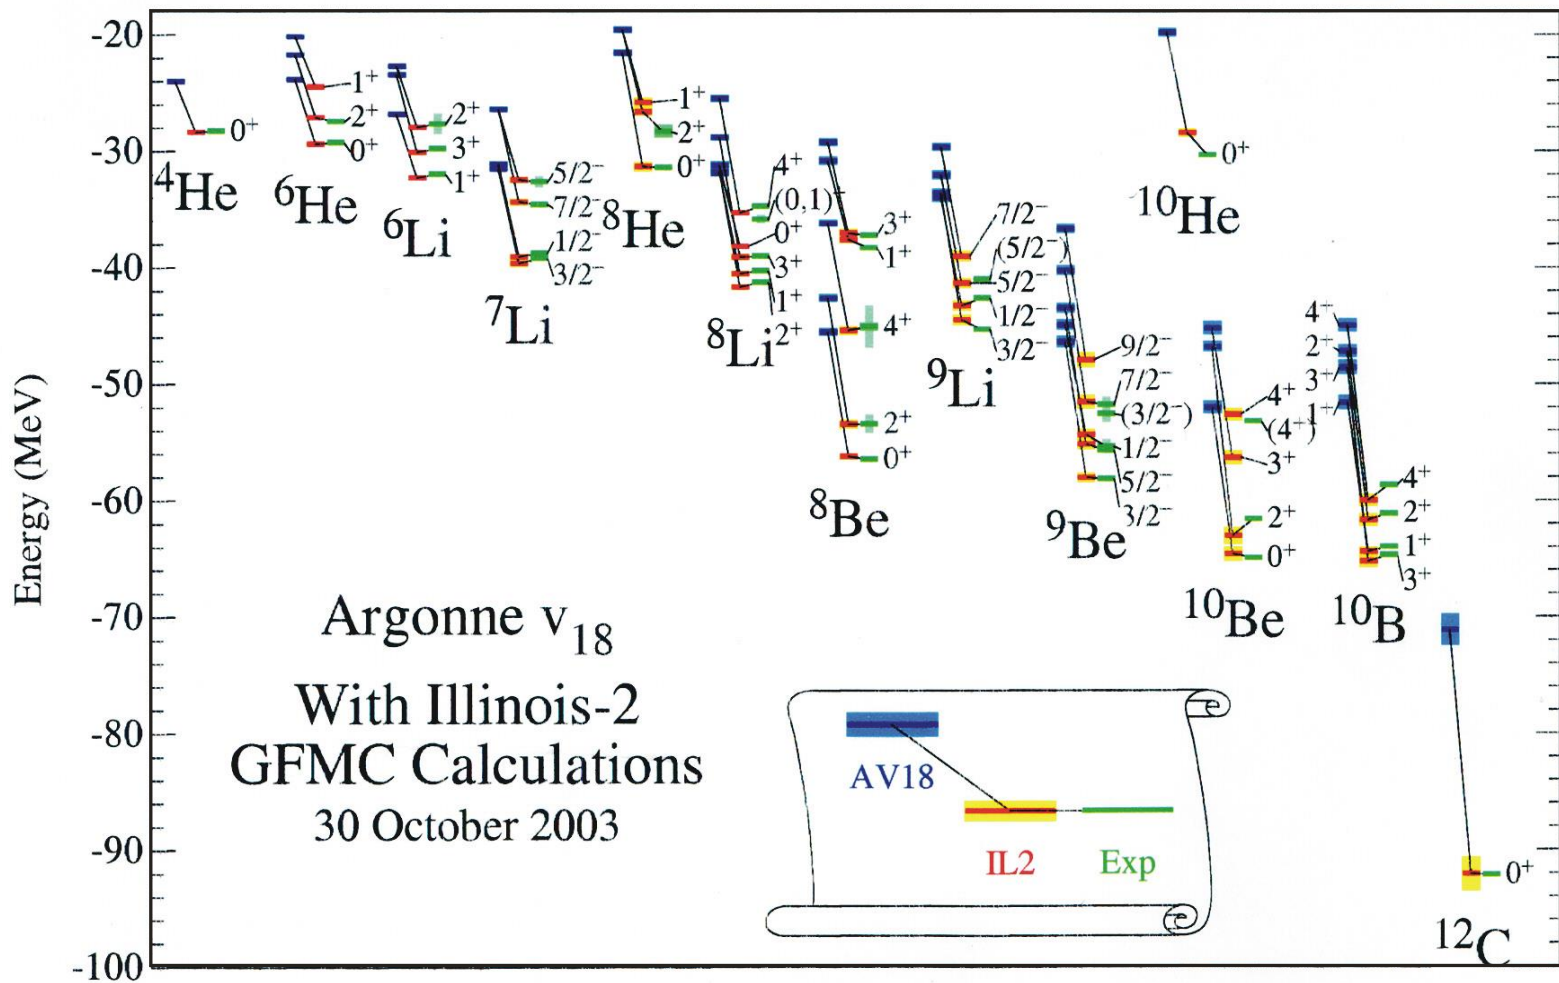 Energy (MeV)
-20
-30
-40
-50
-60
-70
-80
-90
-100
⁴He
0⁺
⁶He
1⁺
2⁺
0⁺
⁶Li
2⁺
3⁺
1⁺
⁷Li
5/2⁻
7/2⁻
1/2⁻
3/2⁻
⁸He
1⁺
2⁺
0⁺
⁸Li
4⁺
(0,1)⁺
0⁺
3⁺
1⁺
2⁺
⁸Be
3⁺
1⁺
4⁺
2⁺
0⁺
⁹Li
7/2⁻
(5/2⁻)
5/2⁻
1/2⁻
3/2⁻
⁹Be
9/2⁻
7/2⁻
(3/2⁻)
1/2⁻
5/2⁻
3/2⁻
¹⁰He
0⁺
¹⁰Be
4⁺
(4⁺)
3⁺
2⁺
0⁺
¹⁰B
4⁺
2⁺
3⁺
1⁺
4⁺
2⁺
1⁺
3⁺
¹²C
0⁺
Argonne v₁₈
With Illinois-2
GFMC Calculations
30 October 2003
AV18
IL2
Exp